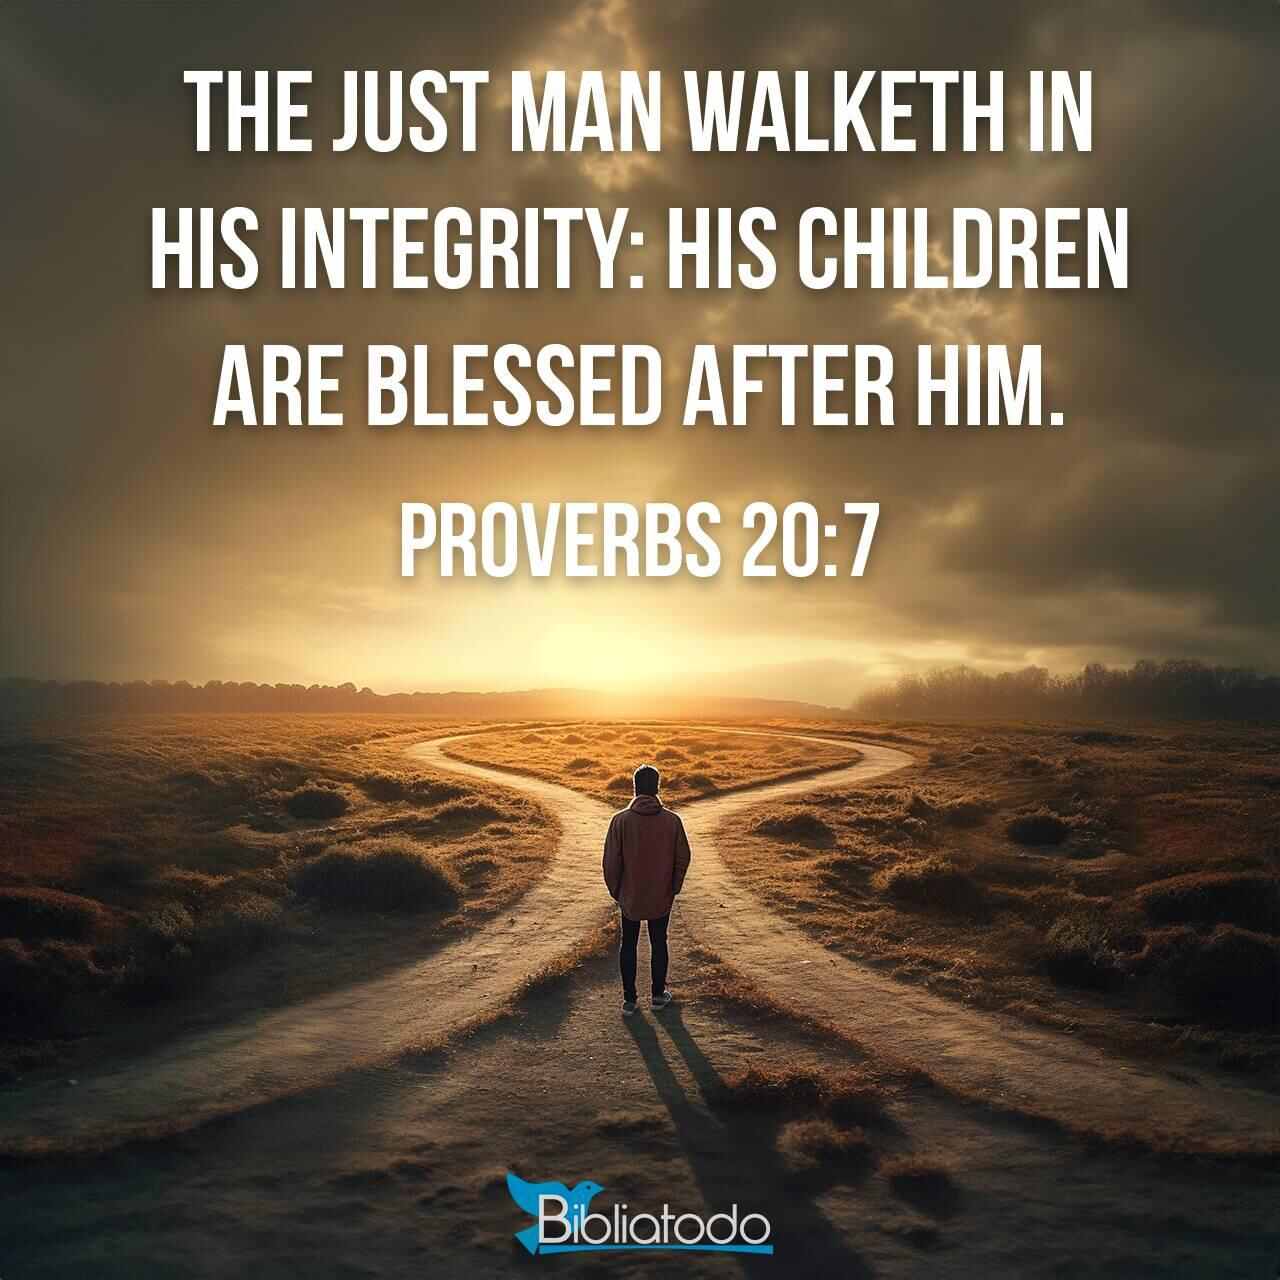 THE JUST MAN WALKETH IN
HIS INTEGRITY: HIS CHILDREN
ARE BLESSED AFTER HIM.
PROVERBS 20:7
Bibliatodo